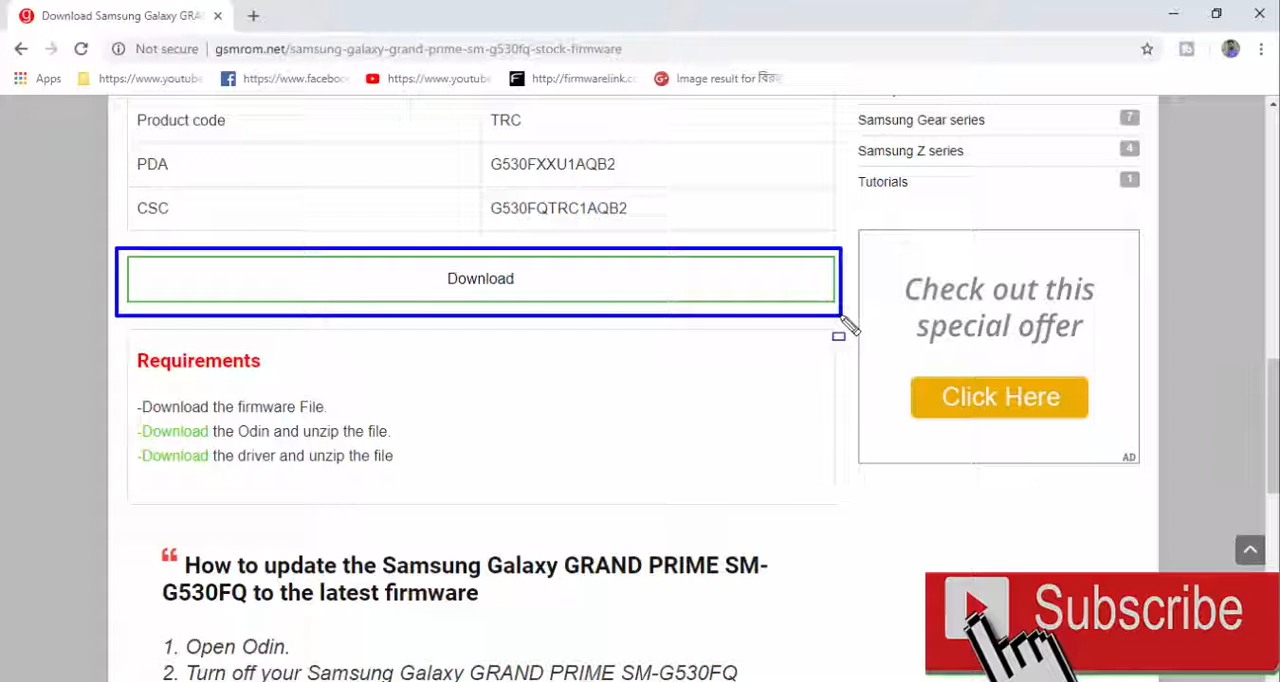 Download Samsung Galaxy GRA
Not secure | gsmrom.net/samsung-galaxy-grand-prime-sm-g530fq-stock-firmware
Apps https://www.youtube https://www.faceboo https://www.youtube http://firmwarelink.co Image result for বিক্র
Product code TRC
PDA G530FXXU1AQB2
CSC G530FQTRC1AQB2
Download
Requirements
-Download the firmware File.
-Download the Odin and unzip the file.
-Download the driver and unzip the file
“ How to update the Samsung Galaxy GRAND PRIME SM-
G530FQ to the latest firmware
1. Open Odin.
2. Turn off your Samsung Galaxy GRAND PRIME SM-G530FQ
Samsung Gear series 7
Samsung Z series 4
Tutorials 1
Check out this
special offer
Click Here
AD
Subscribe